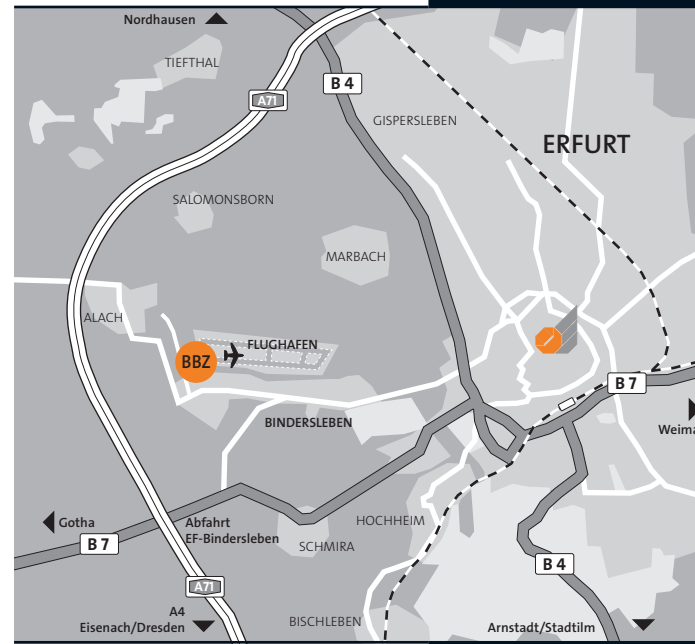 Nordhausen
TIEFTHAL
B 4
A71
GISPERSLEBEN
ERFURT
SALOMONSBORN
MARBACH
ALACH
FLUGHAFEN
BBZ
B 7
BINDERSLEBEN
Weima
Gotha
Abfahrt
EF-Bindersleben
HOCHHEIM
B 7
SCHMIRA
B 4
A71
A4
Eisenach/Dresden
BISCHLEBEN
Arnstadt/Stadtilm